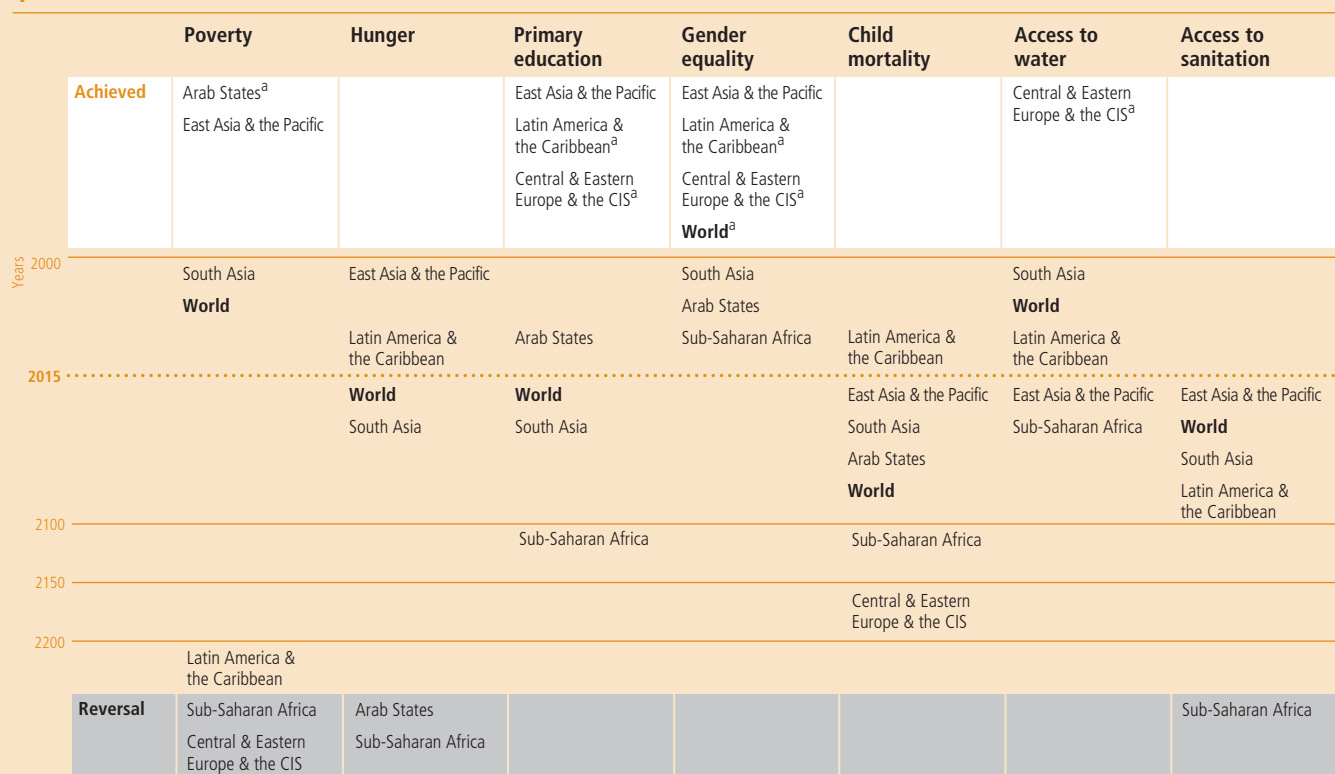 Poverty
Hunger
Primary
education
Gender
equality
Child
mortality
Access to
water
Access to
sanitation
Achieved
Arab Statesa
East Asia & the Pacific
East Asia & the Pacific
Latin America &
the Caribbeana
Central & Eastern
Europe & the CISa
East Asia & the Pacific
Latin America &
the Caribbeana
Central & Eastern
Europe & the CISa
Worlda
Central & Eastern
Europe & the CISa
Years
2000
South Asia
World
East Asia & the Pacific
Latin America &
the Caribbean
Arab States
South Asia
Arab States
Sub-Saharan Africa
Latin America &
the Caribbean
South Asia
World
Latin America &
the Caribbean
2015
World
South Asia
World
South Asia
East Asia & the Pacific
South Asia
Arab States
World
East Asia & the Pacific
Sub-Saharan Africa
East Asia & the Pacific
World
South Asia
Latin America &
the Caribbean
2100
Sub-Saharan Africa
Sub-Saharan Africa
2150
Central & Eastern
Europe & the CIS
2200
Latin America &
the Caribbean
Reversal
Sub-Saharan Africa
Central & Eastern
Europe & the CIS
Arab States
Sub-Saharan Africa
Sub-Saharan Africa